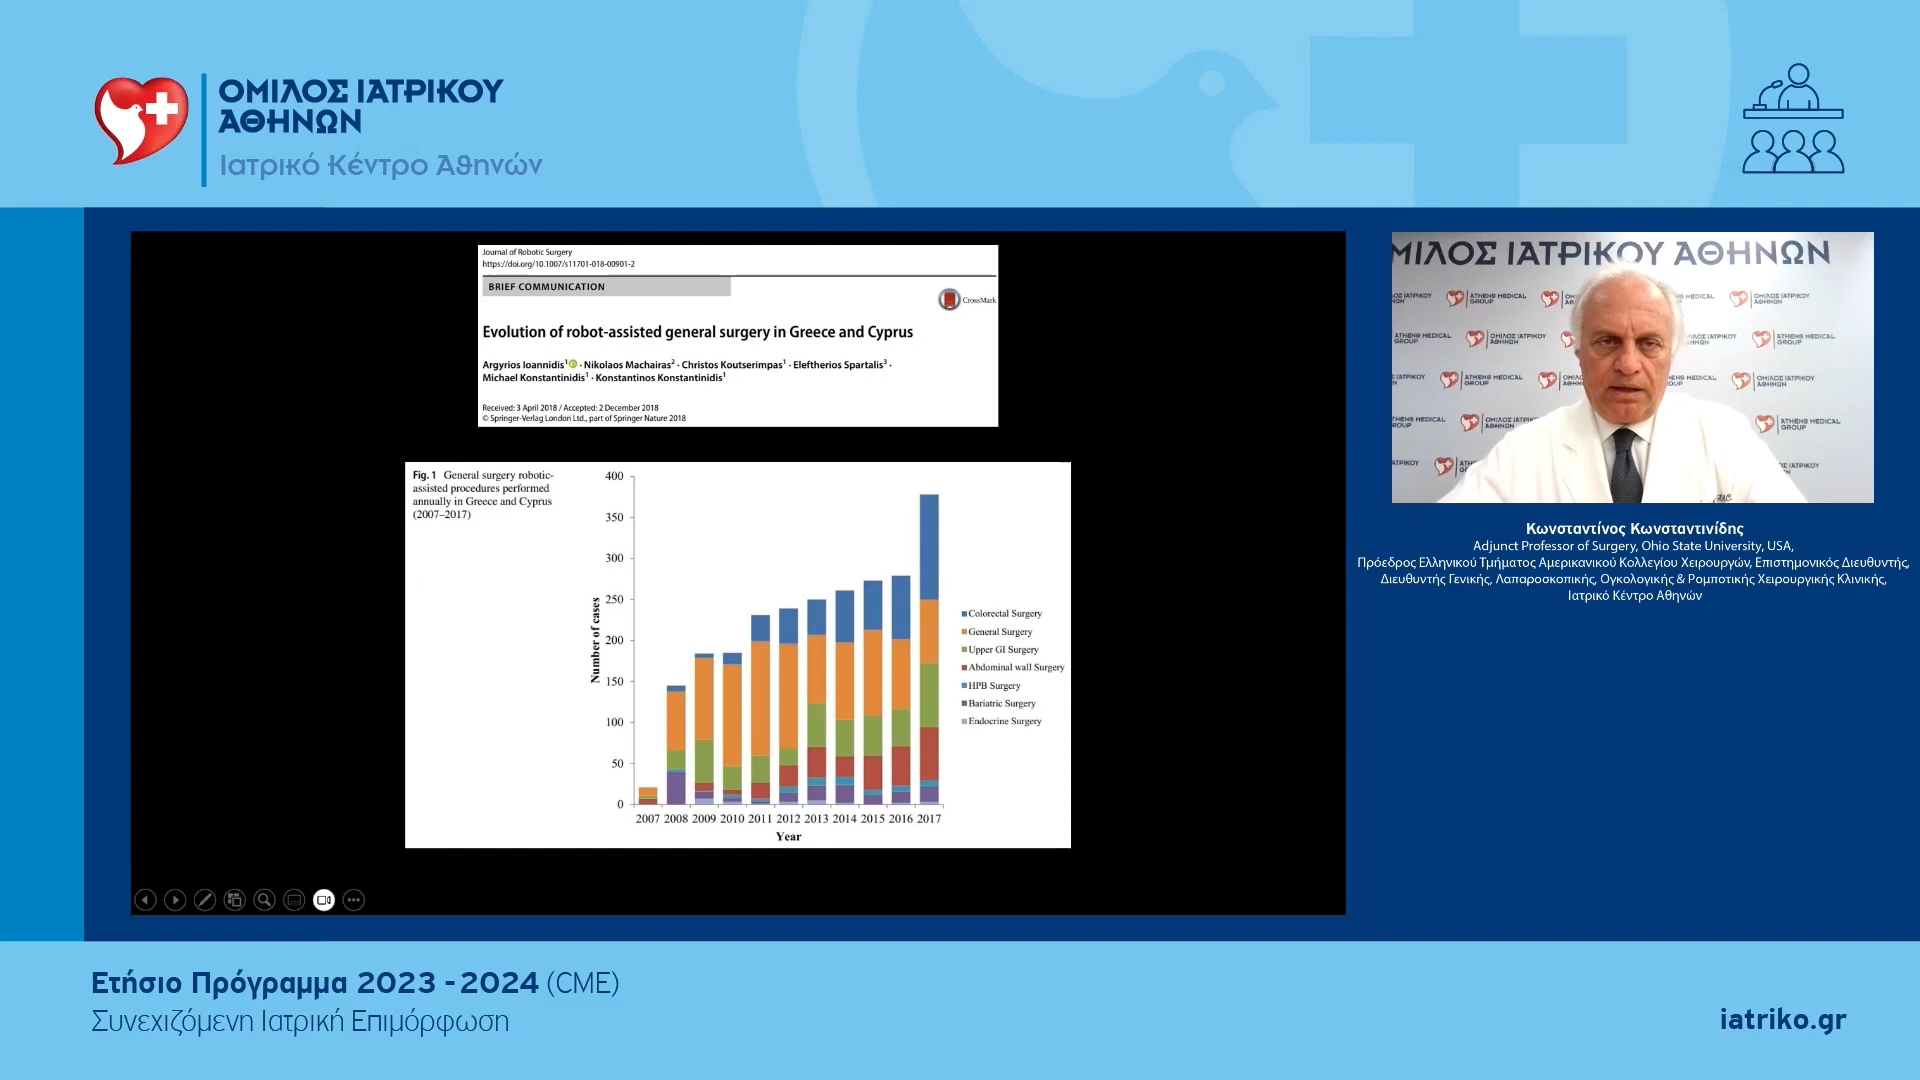 ΟΜΙΛΟΣ ΙΑΤΡΙΚΟΥ
ΑΘΗΝΩΝ
Ιατρικό Κέντρο Αθηνών
Journal of Robotic Surgery
https://doi.org/10.1007/s11701-018-00901-2
BRIEF COMMUNICATION
CrossMark
Evolution of robot-assisted general surgery in Greece and Cyprus
Argyrios Ioannidis1 · Nikolaos Machairas2 · Christos Koutserimpas1 · Eleftherios Spartalis3 ·
Michael Konstantinidis1 · Konstantinos Konstantinidis1
Received: 3 April 2018 / Accepted: 2 December 2018
© Springer-Verlag London Ltd., part of Springer Nature 2018
Fig. 1 General surgery robotic-
assisted procedures performed
annually in Greece and Cyprus
(2007–2017)
Number of cases
400
350
300
250
200
150
100
50
0
2007 2008 2009 2010 2011 2012 2013 2014 2015 2016 2017
Year
Colorectal Surgery
General Surgery
Upper GI Surgery
Abdominal wall Surgery
HPB Surgery
Bariatric Surgery
Endocrine Surgery
ΜΙΛΟΣ ΙΑΤΡΙΚΟΥ ΑΘΗΝΩΝ
ATHENS MEDICAL
GROUP
ΟΜΙΛΟΣ ΙΑΤΡΙΚΟΥ
ΑΘΗΝΩΝ
Κωνσταντίνος Κωνσταντινίδης
Adjunct Professor of Surgery, Ohio State University, USA,
Πρόεδρος Ελληνικού Τμήματος Αμερικανικού Κολλεγίου Χειρουργών, Επιστημονικός Διευθυντής,
Διευθυντής Γενικής, Λαπαροσκοπικής, Ογκολογικής & Ρομποτικής Χειρουργικής Κλινικής,
Ιατρικό Κέντρο Αθηνών
Ετήσιο Πρόγραμμα 2023 - 2024 (CME)
Συνεχιζόμενη Ιατρική Επιμόρφωση
iatriko.gr